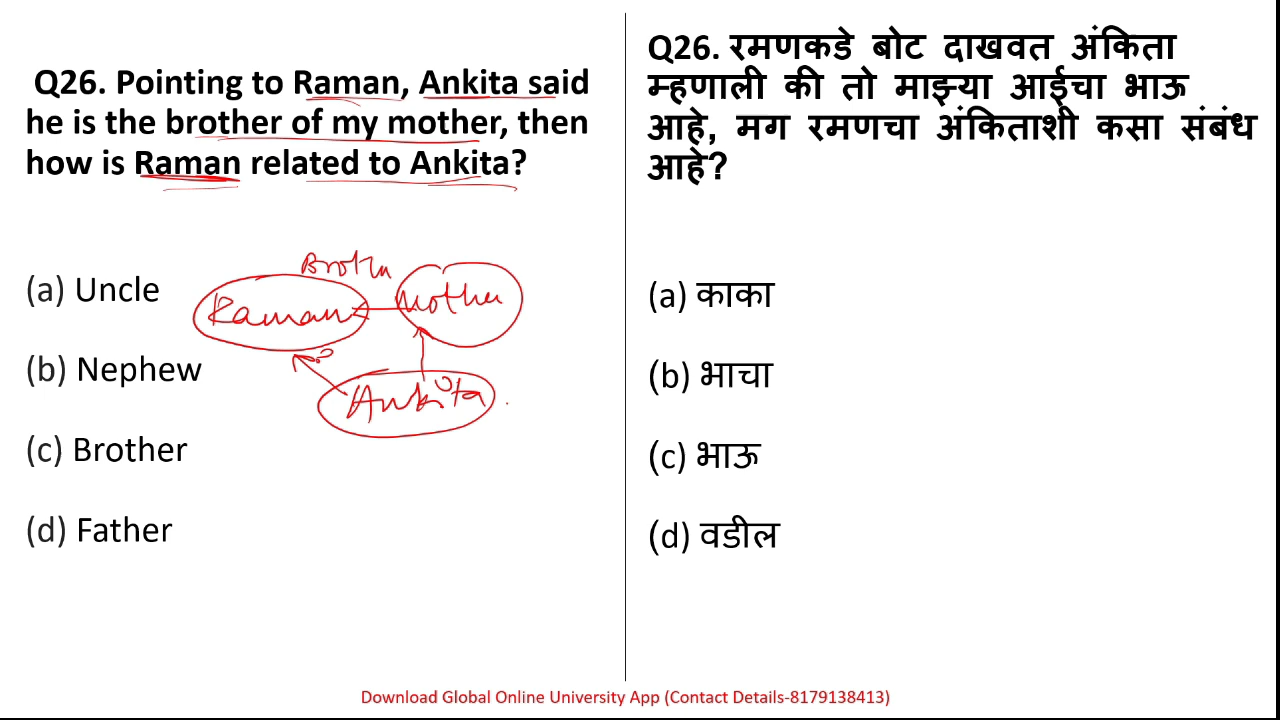 Q26. Pointing to Raman, Ankita said
he is the brother of my mother, then
how is Raman related to Ankita?
(a) Uncle
(b) Nephew
(c) Brother
(d) Father
Brother
Raman
Mother
Ankita
Q26. रमणकडे बोट दाखवत अंकिता
म्हणाली की तो माझ्या आईचा भाऊ
आहे, मग रमणचा अंकिताशी कसा संबंध
आहे?
(a) काका
(b) भाचा
(c) भाऊ
(d) वडील
Download Global Online University App (Contact Details-8179138413)